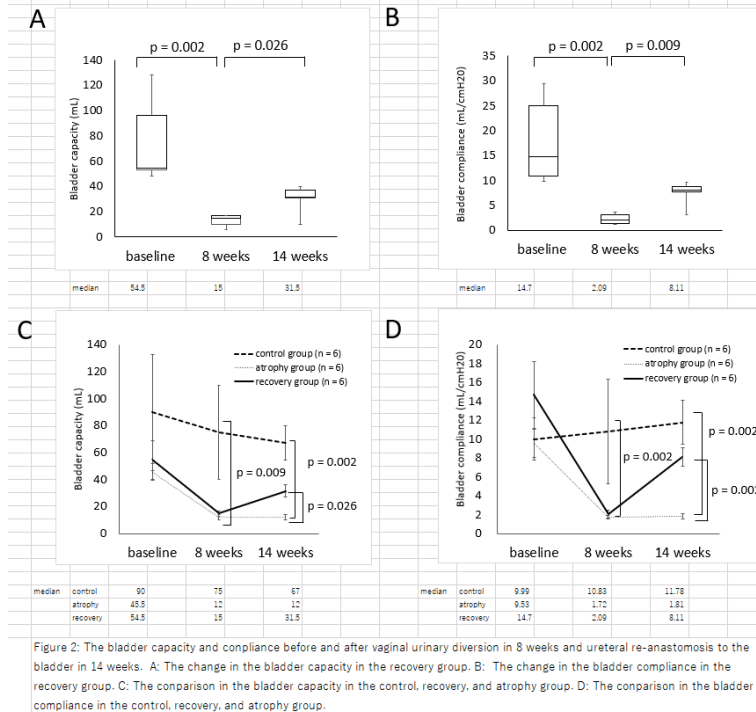 A
p = 0.002
p = 0.026
Bladder capacity (mL)
140
120
100
80
60
40
20
0
baseline 8 weeks 14 weeks
median 54.5 15 31.5
B
p = 0.002
p = 0.009
Bladder compliance (mL/cmH20)
35
30
25
20
15
10
5
0
baseline 8 weeks 14 weeks
median 14.7 2.09 8.11
C
Bladder capacity (mL)
140
120
100
80
60
40
20
0
control group (n = 6)
atrophy group (n = 6)
recovery group (n = 6)
p = 0.009
p = 0.002
p = 0.026
baseline 8 weeks 14 weeks
median control 90 75 67
atrophy 45.5 12 12
recovery 54.5 15 31.5
D
Bladder compliance (mL/cmH20)
20
18
16
14
12
10
8
6
4
2
0
control group (n = 6)
atrophy group (n = 6)
recovery group (n = 6)
p = 0.002
p = 0.002
baseline 8 weeks 14 weeks
median control 9.99 10.83 11.78
atrophy 9.53 1.72 1.81
recovery 14.7 2.09 8.11
Figure 2: The bladder capacity and conpliance before and after vaginal urinary diversion in 8 weeks and ureteral re-anastomosis to the
bladder in 14 weeks. A: The change in the bladder capacity in the recovery group. B: The change in the bladder compliance in the
recovery group. C: The conparison in the bladder capacity in the control, recovery, and atrophy group. D: The conparison in the bladder
compliance in the control, recovery, and atrophy group.